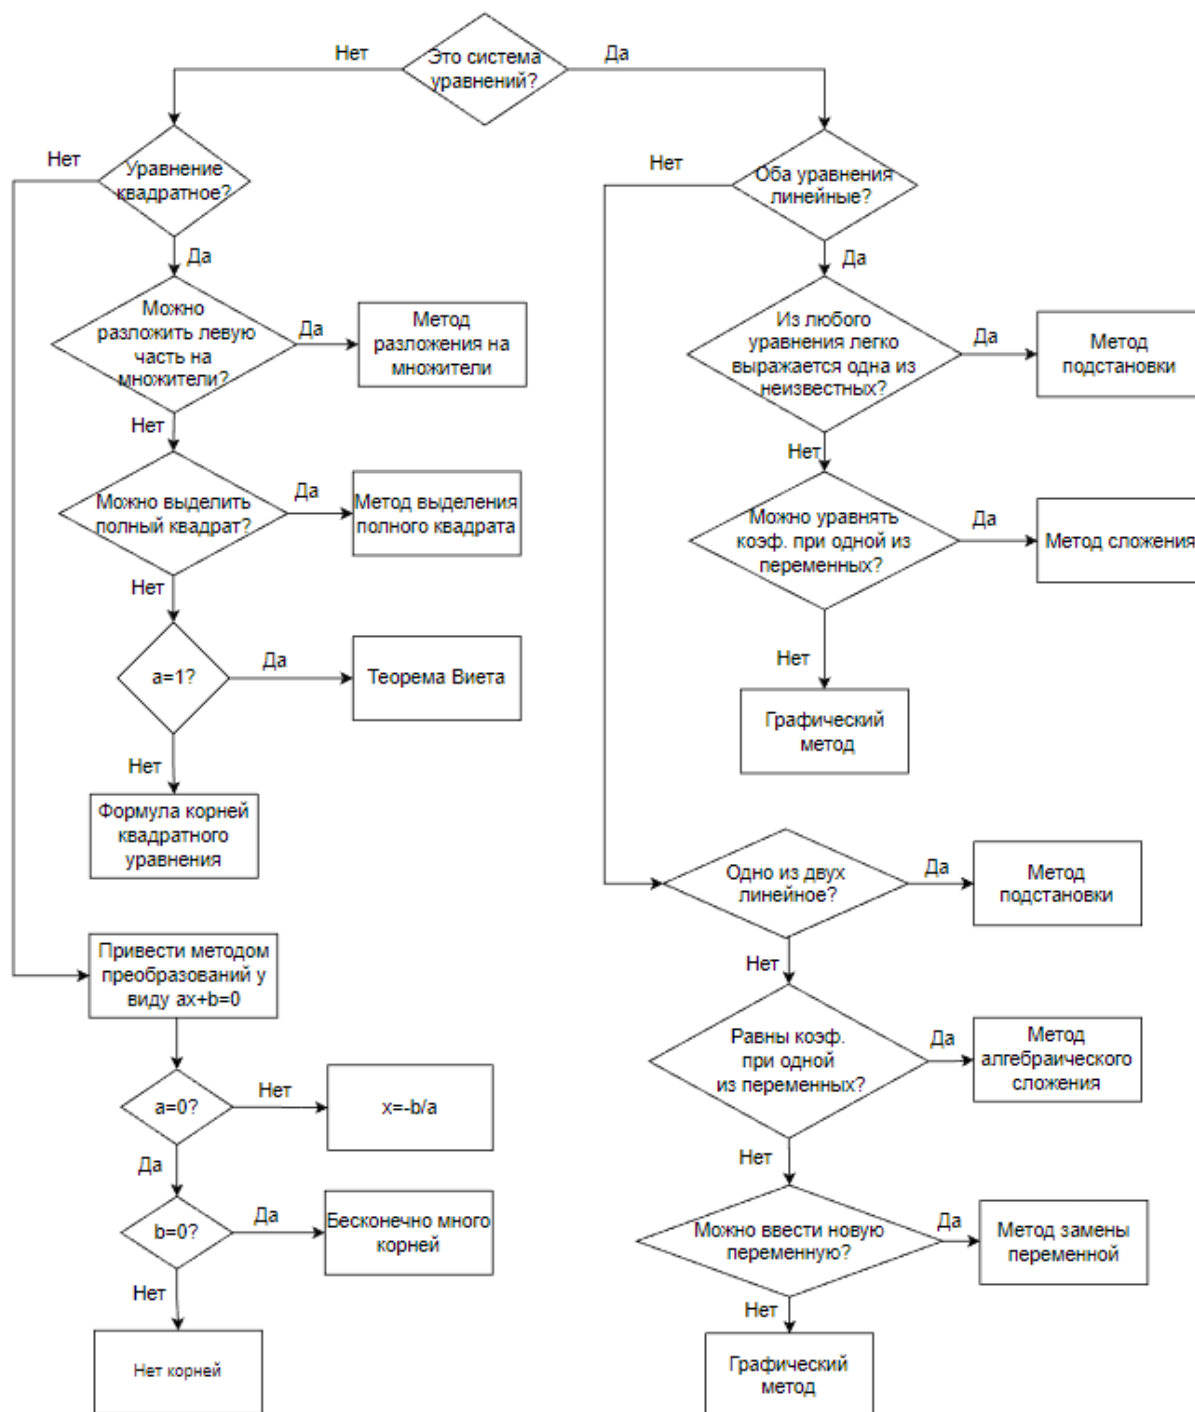 Это система
уравнений?
Нет
Да
Уравнение
квадратное?
Нет
Да
Можно
разложить левую
часть на
множители?
Да
Метод
разложения на
множители
Нет
Можно выделить
полный квадрат?
Да
Метод выделения
полного квадрата
Нет
a=1?
Да
Теорема Виета
Нет
Формула корней
квадратного
уравнения
Привести методом
преобразований у
виду ax+b=0
a=0?
Нет
x=-b/a
Да
b=0?
Да
Бесконечно много
корней
Нет
Нет корней
Оба уравнения
линейные?
Нет
Да
Из любого
уравнения легко
выражается одна из
неизвестных?
Да
Метод
подстановки
Нет
Можно уравнять
коэф. при одной из
переменных?
Да
Метод сложения
Нет
Графический
метод
Одно из двух
линейное?
Да
Метод
подстановки
Нет
Равны коэф.
при одной
из переменных?
Да
Метод
алгебраического
сложения
Нет
Можно ввести новую
переменную?
Да
Метод замены
переменной
Нет
Графический
метод